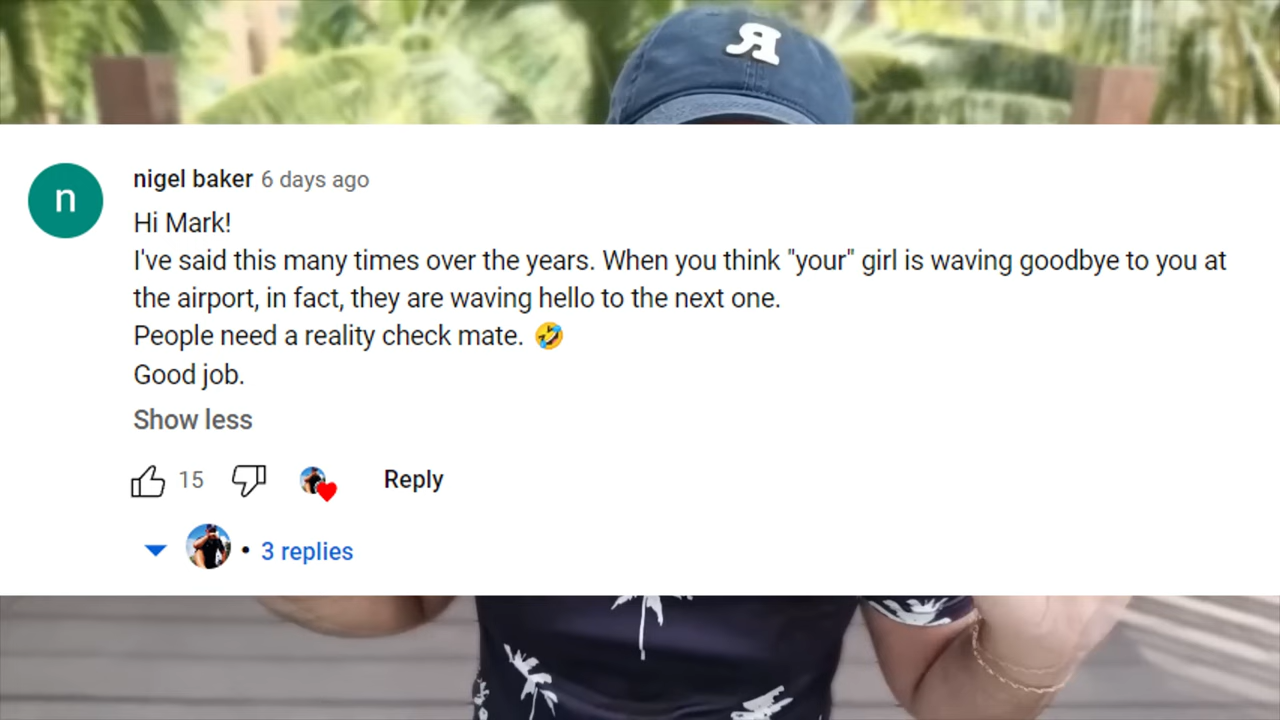 Я
n
nigel baker 6 days ago
Hi Mark!
I've said this many times over the years. When you think "your" girl is waving goodbye to you at
the airport, in fact, they are waving hello to the next one.
People need a reality check mate. 🤣
Good job.
Show less
15
Reply
• 3 replies